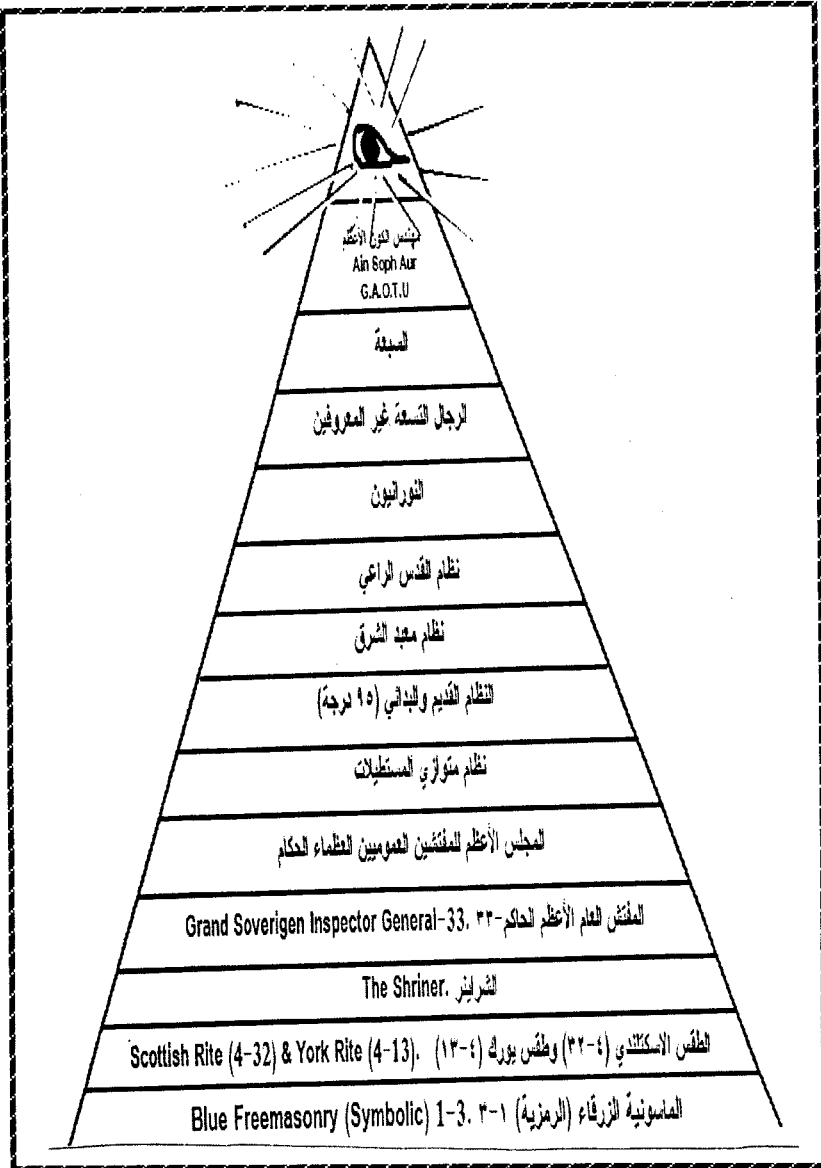 مهندس الكون الأعظم
Ain Soph Aur
G.A.O.T.U
السبعة
الرجال التسعة غير المعروفين
النورانيون
نظام القدس الراعي
نظام معبد الشرق
النظام القديم والبدائي (٩٥ درجة)
نظام متوازي المستطيلات
المجلس الأعظم للمفتشين العموميين العظماء الحكام
Grand Soverigen Inspector General-33. المفتش العام الأعظم الحاكم-٣٣
The Shriner. الشراينر
Scottish Rite (4-32) & York Rite (4-13). الطقس الاسكتلندي (٤-٣٢) وطقس يورك (٤-١٣)
Blue Freemasonry (Symbolic) 1-3. الماسونية الزرقاء (الرمزية) ١-٣